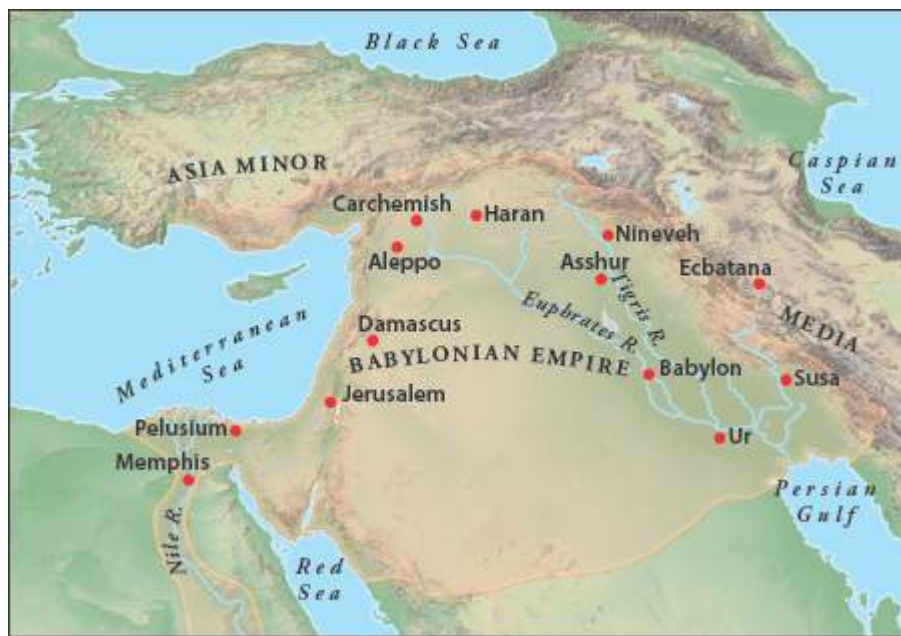 Black Sea
ASIA MINOR
Caspian
Sea
Carchemish
Haran
Nineveh
Aleppo
Asshur
Ecbatana
Tigris R.
Euphrates R.
MEDIA
Mediterranean
Sea
Damascus
BABYLONIAN EMPIRE
Babylon
Susa
Jerusalem
Pelusium
Ur
Memphis
Persian
Gulf
Nile R.
Red
Sea